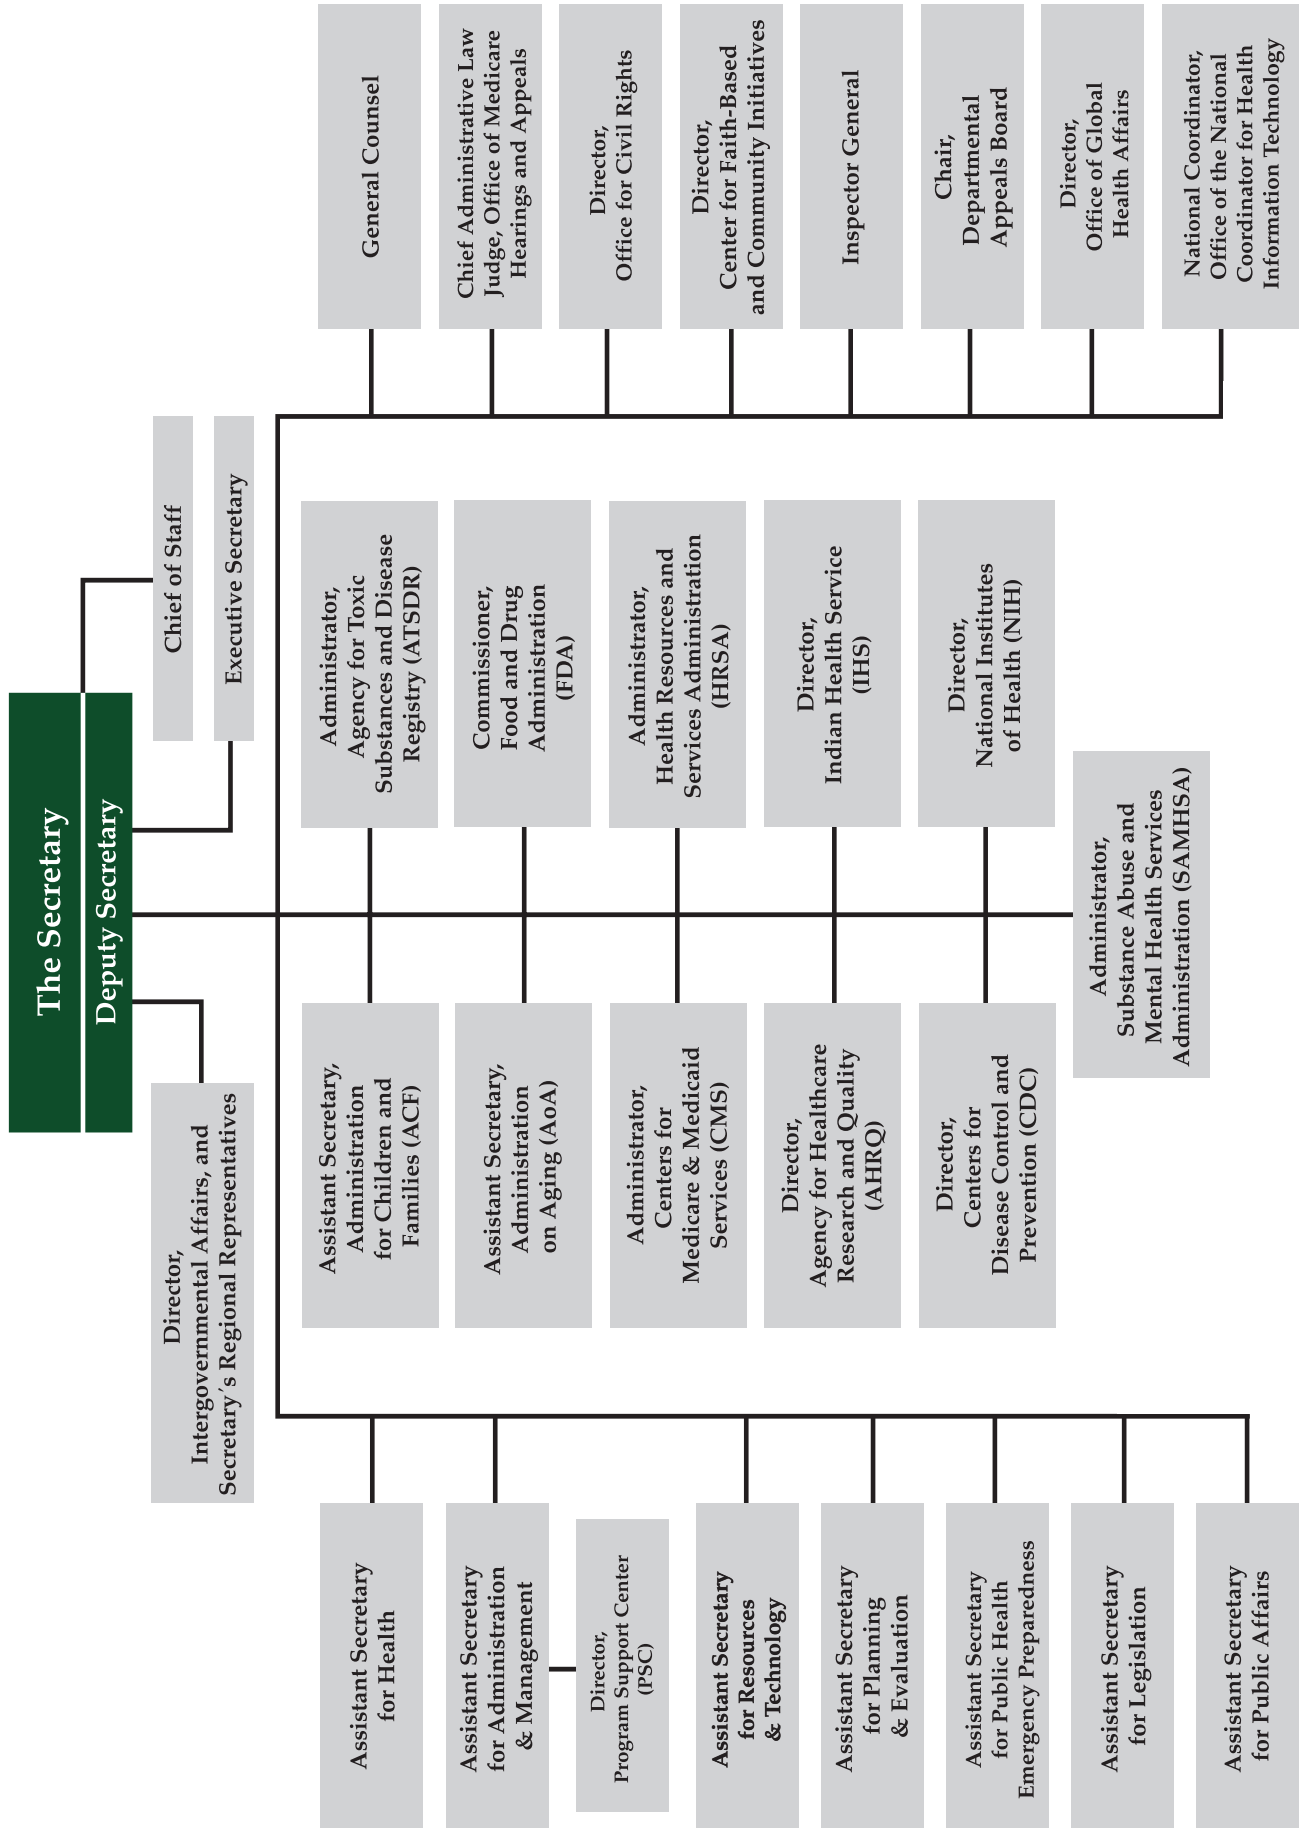 The Secretary
Deputy Secretary
Director,
Intergovernmental Affairs, and
Secretary's Regional Representatives
Chief of Staff
Executive Secretary
Assistant Secretary
for Health
Assistant Secretary
for Administration
& Management
Director,
Program Support Center
(PSC)
Assistant Secretary
for Resources
& Technology
Assistant Secretary
for Planning
& Evaluation
Assistant Secretary
for Public Health
Emergency Preparedness
Assistant Secretary
for Legislation
Assistant Secretary
for Public Affairs
Assistant Secretary,
Administration
for Children and
Families (ACF)
Assistant Secretary,
Administration
on Aging (AoA)
Administrator,
Centers for
Medicare & Medicaid
Services (CMS)
Director,
Agency for Healthcare
Research and Quality
(AHRQ)
Director,
Centers for
Disease Control and
Prevention (CDC)
Administrator,
Agency for Toxic
Substances and Disease
Registry (ATSDR)
Commissioner,
Food and Drug
Administration
(FDA)
Administrator,
Health Resources and
Services Administration
(HRSA)
Director,
Indian Health Service
(IHS)
Director,
National Institutes
of Health (NIH)
Administrator,
Substance Abuse and
Mental Health Services
Administration (SAMHSA)
General Counsel
Chief Administrative Law
Judge, Office of Medicare
Hearings and Appeals
Director,
Office for Civil Rights
Director,
Center for Faith-Based
and Community Initiatives
Inspector General
Chair,
Departmental
Appeals Board
Director,
Office of Global
Health Affairs
National Coordinator,
Office of the National
Coordinator for Health
Information Technology